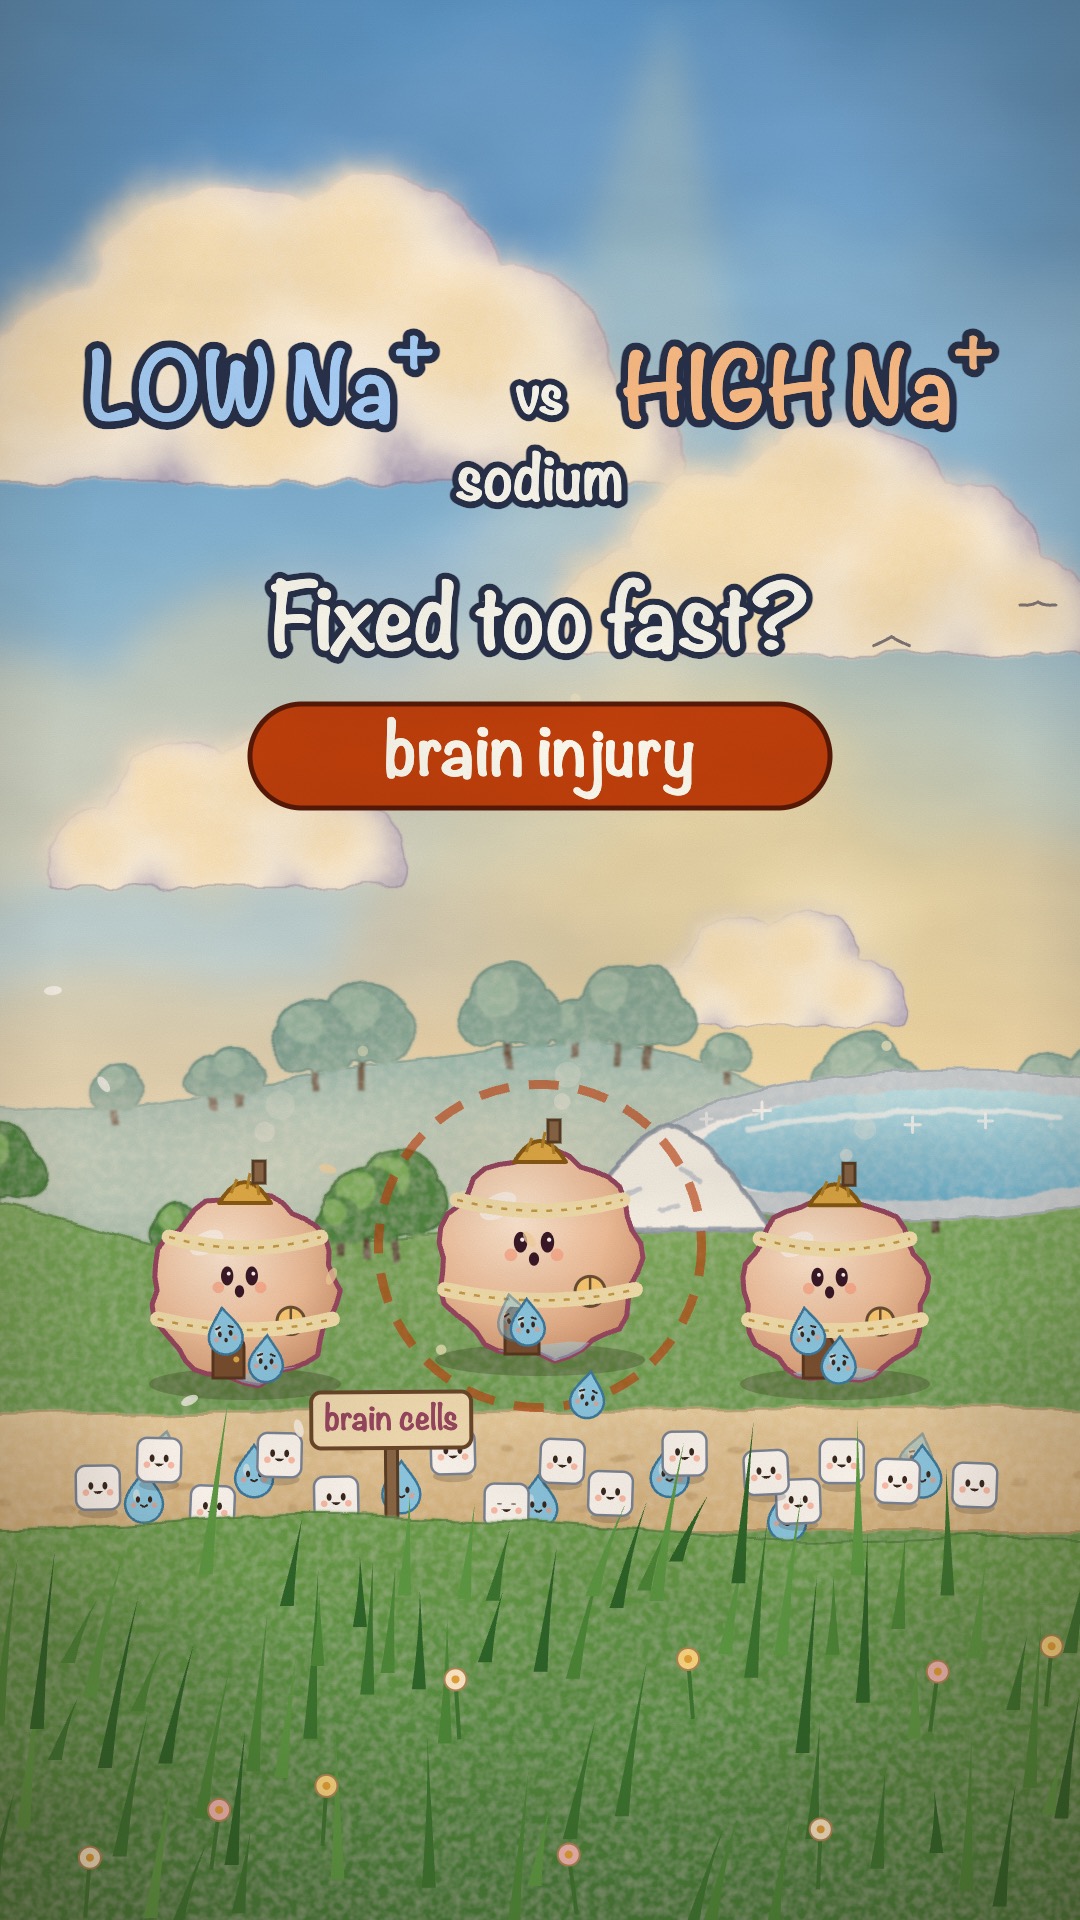 LOW Na⁺ vs HIGH Na⁺
sodium
Fixed too fast?
brain injury
brain cells